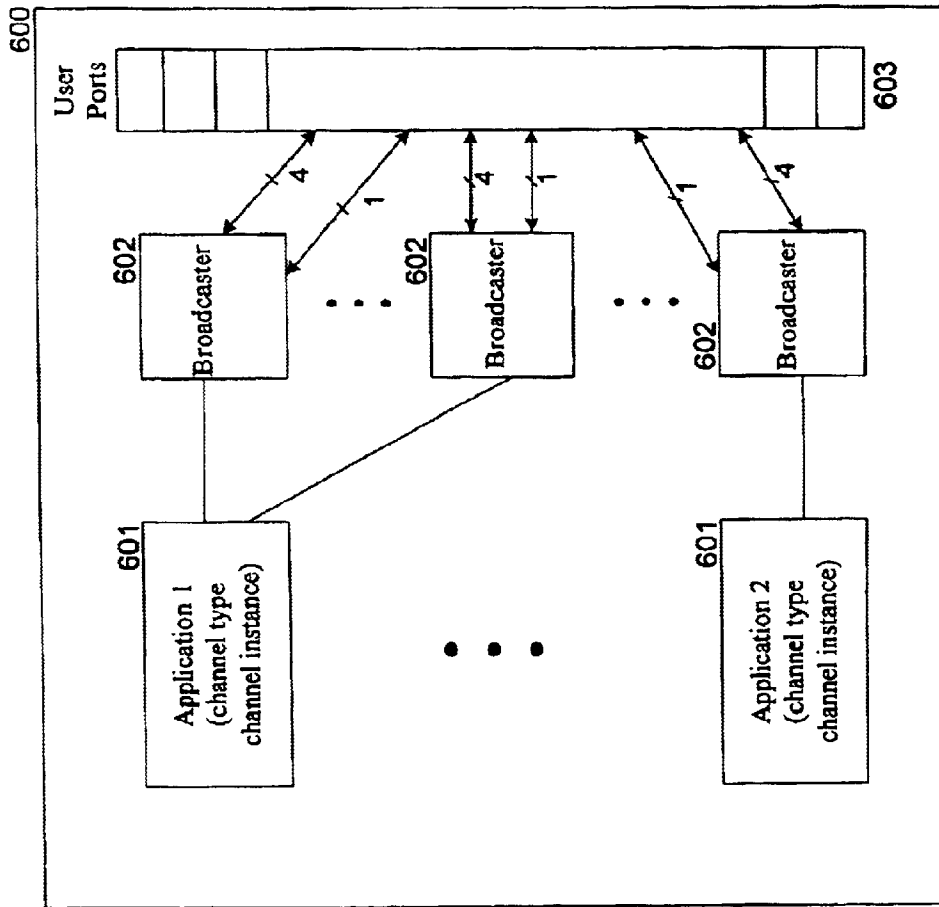 600
User
Ports
603
4
1
4
1
1
4
602
Broadcaster
602
Broadcaster
602
Broadcaster
601
Application 1
(channel type
channel instance)
601
Application 2
(channel type
channel instance)